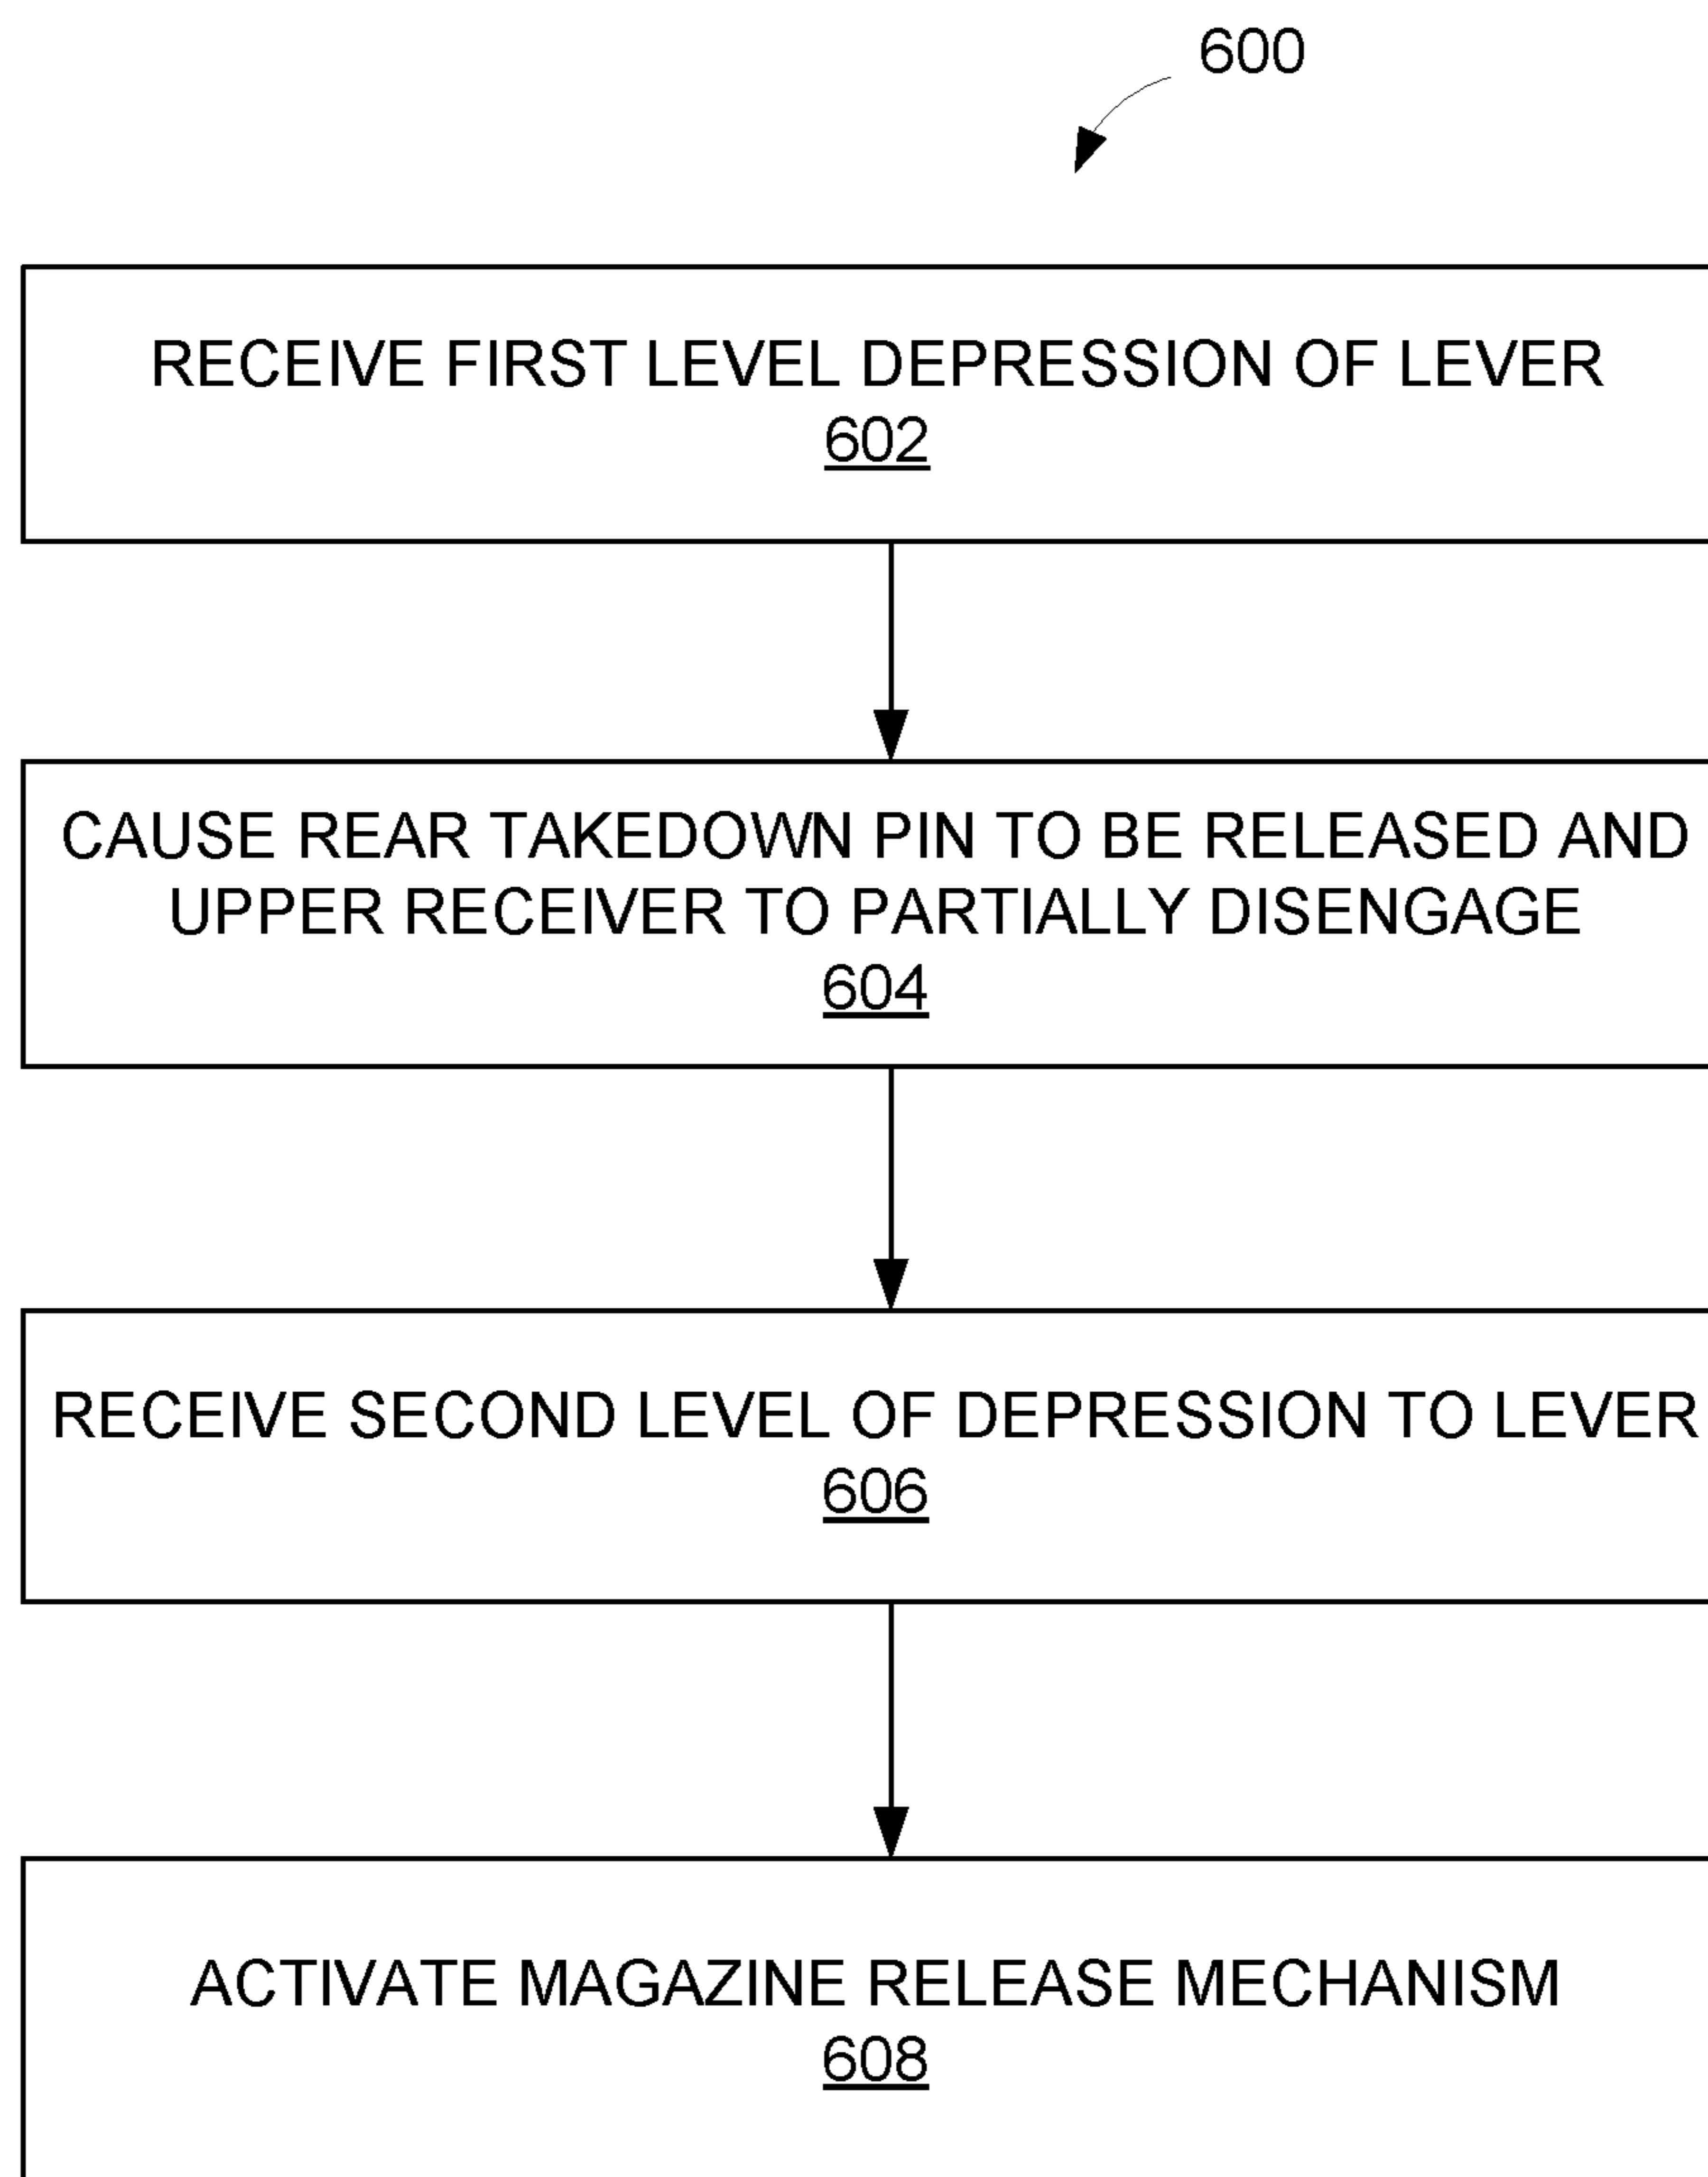 600
RECEIVE FIRST LEVEL DEPRESSION OF LEVER
602
CAUSE REAR TAKEDOWN PIN TO BE RELEASED AND
UPPER RECEIVER TO PARTIALLY DISENGAGE
604
RECEIVE SECOND LEVEL OF DEPRESSION TO LEVER
606
ACTIVATE MAGAZINE RELEASE MECHANISM
608